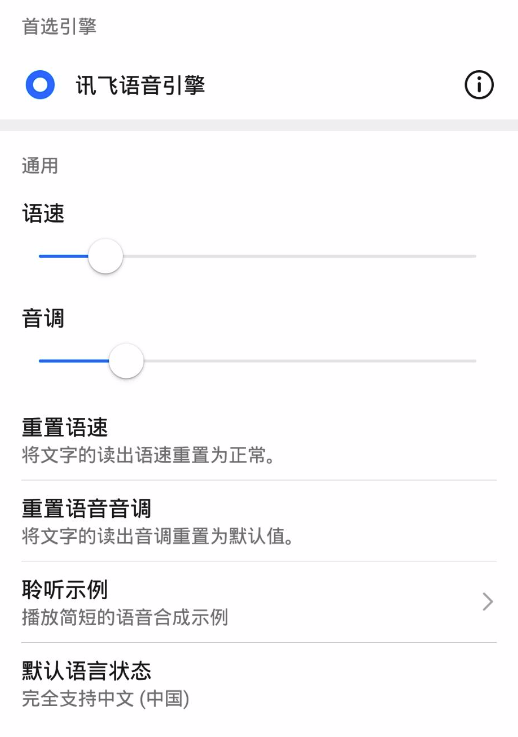 首选引擎
讯飞语音引擎
通用
语速
音调
重置语速
将文字的读出语速重置为正常。
重置语音音调
将文字的读出音调重置为默认值。
聆听示例
播放简短的语音合成示例
默认语言状态
完全支持中文 (中国)